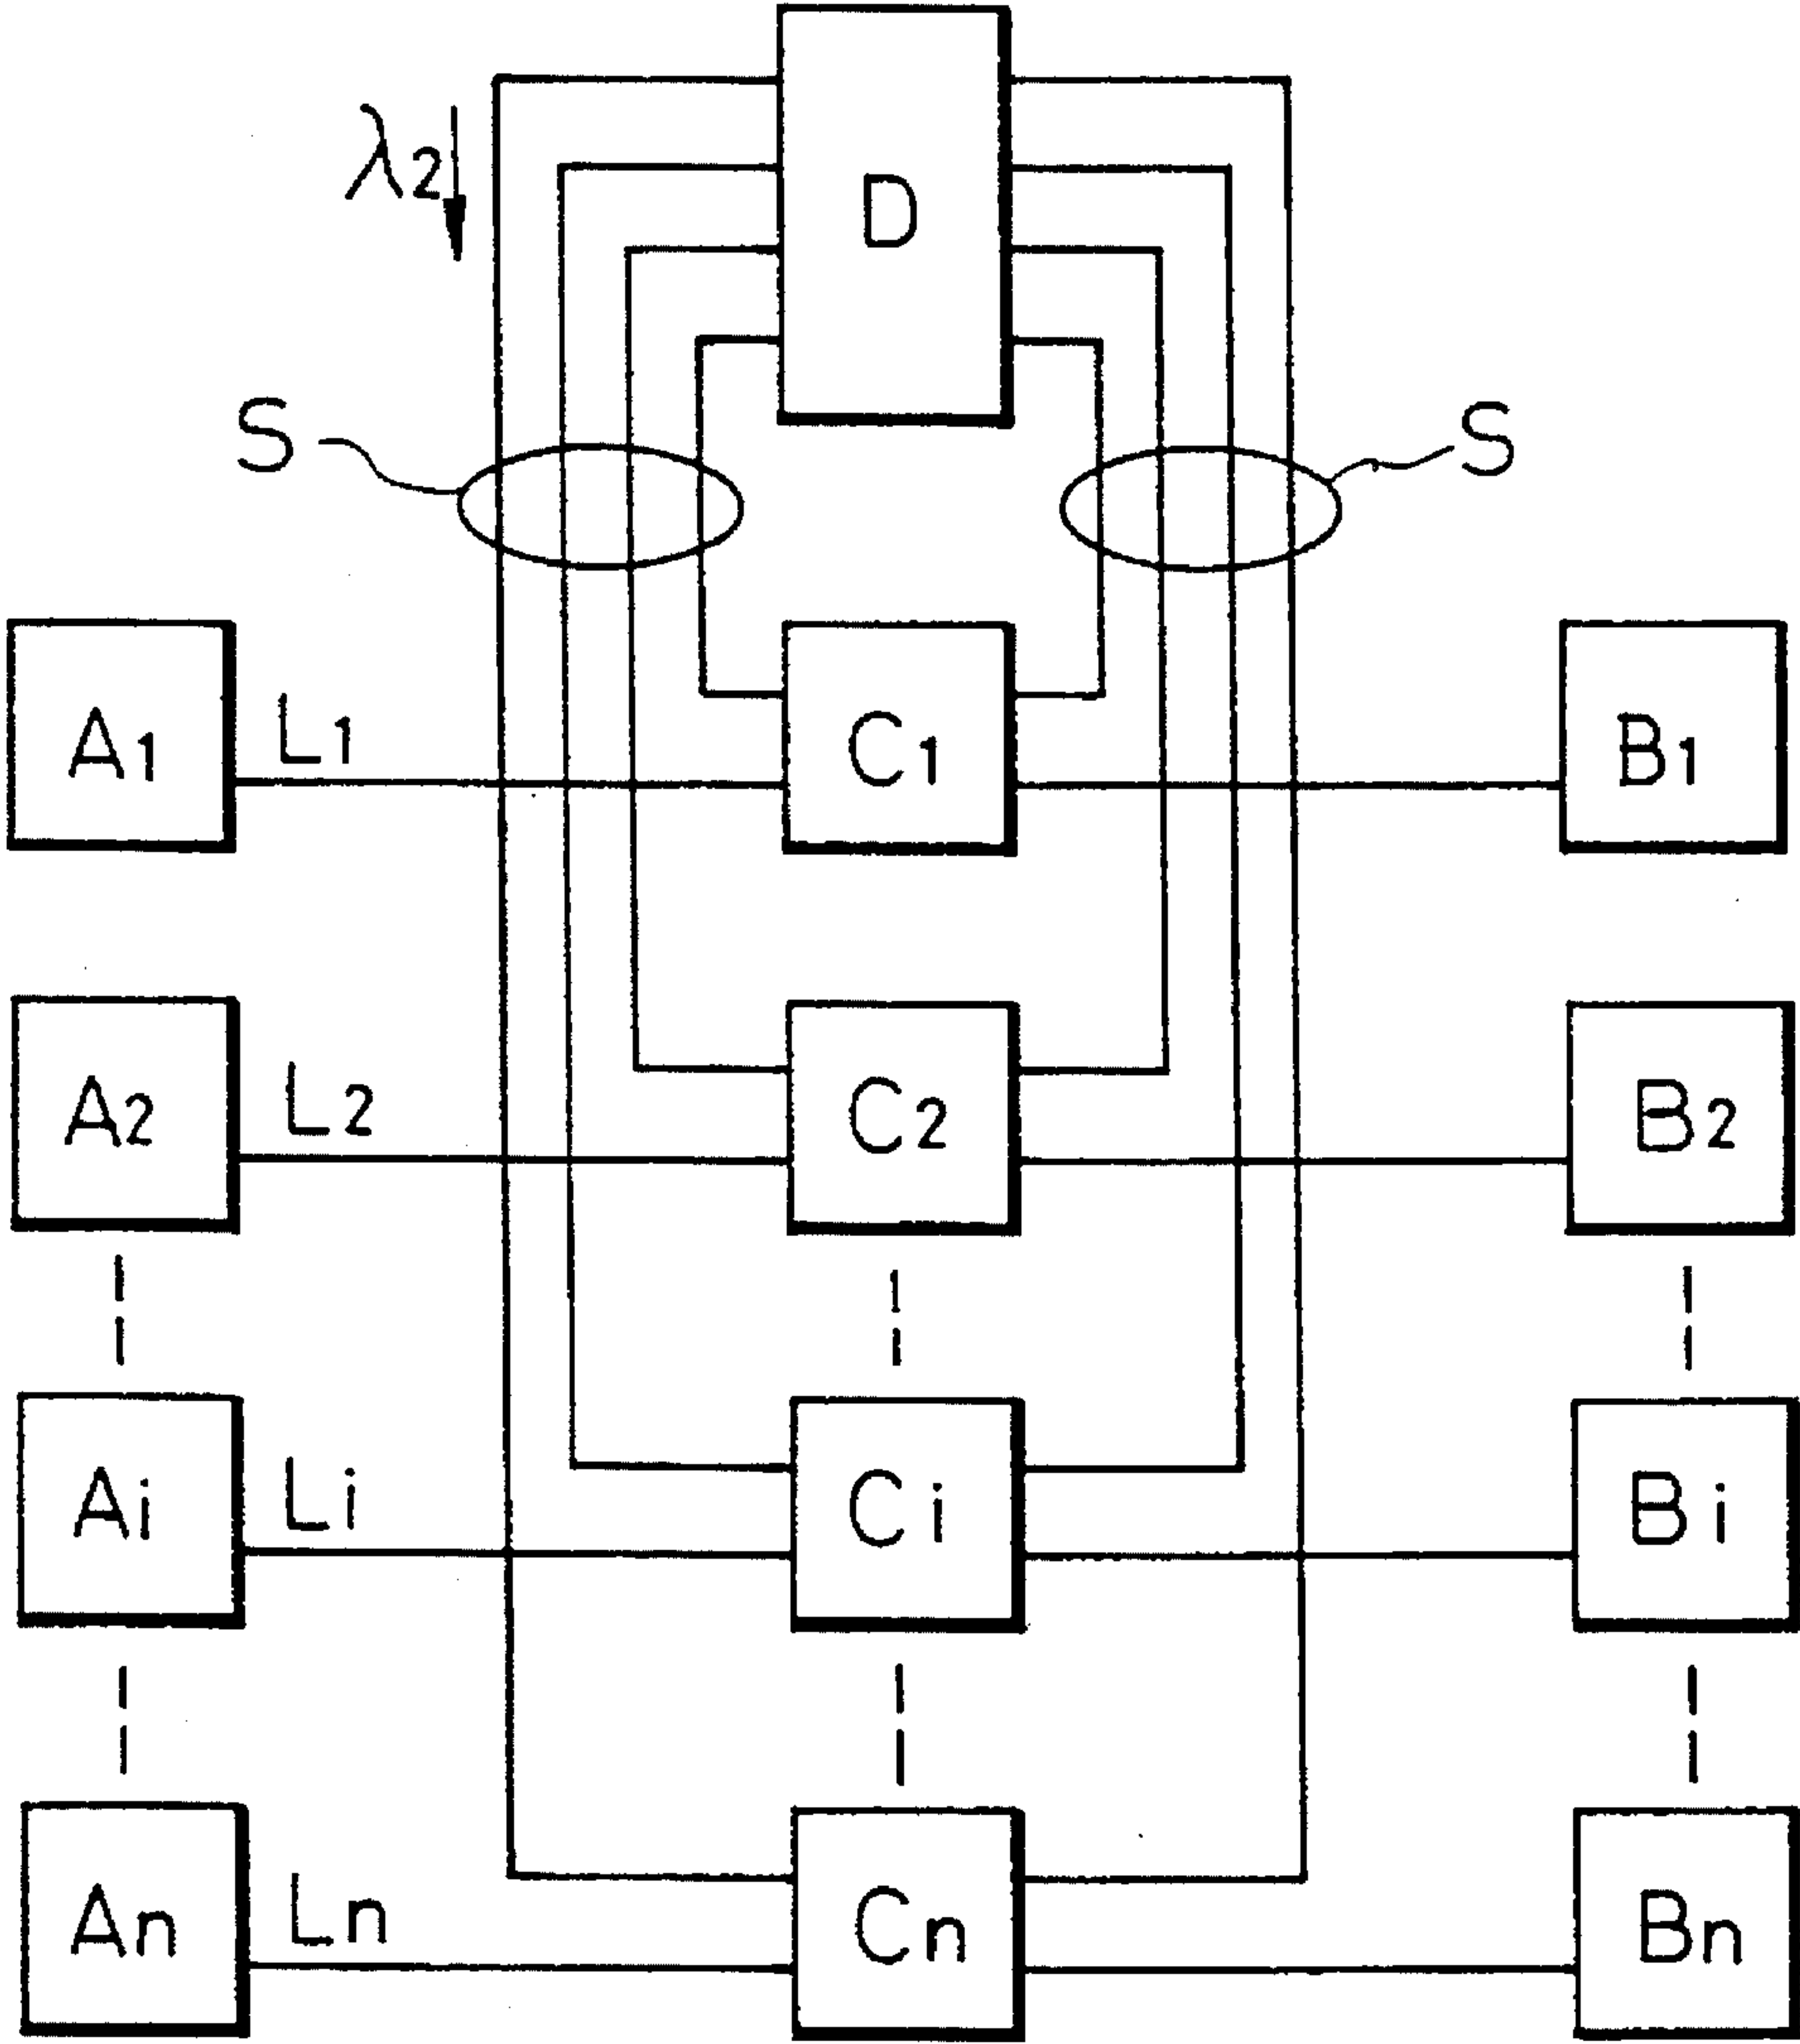 λ2
D
S S
A1 L1 C1 B1
A2 L2 C2 B2
Ai Li Ci Bi
An Ln Cn Bn